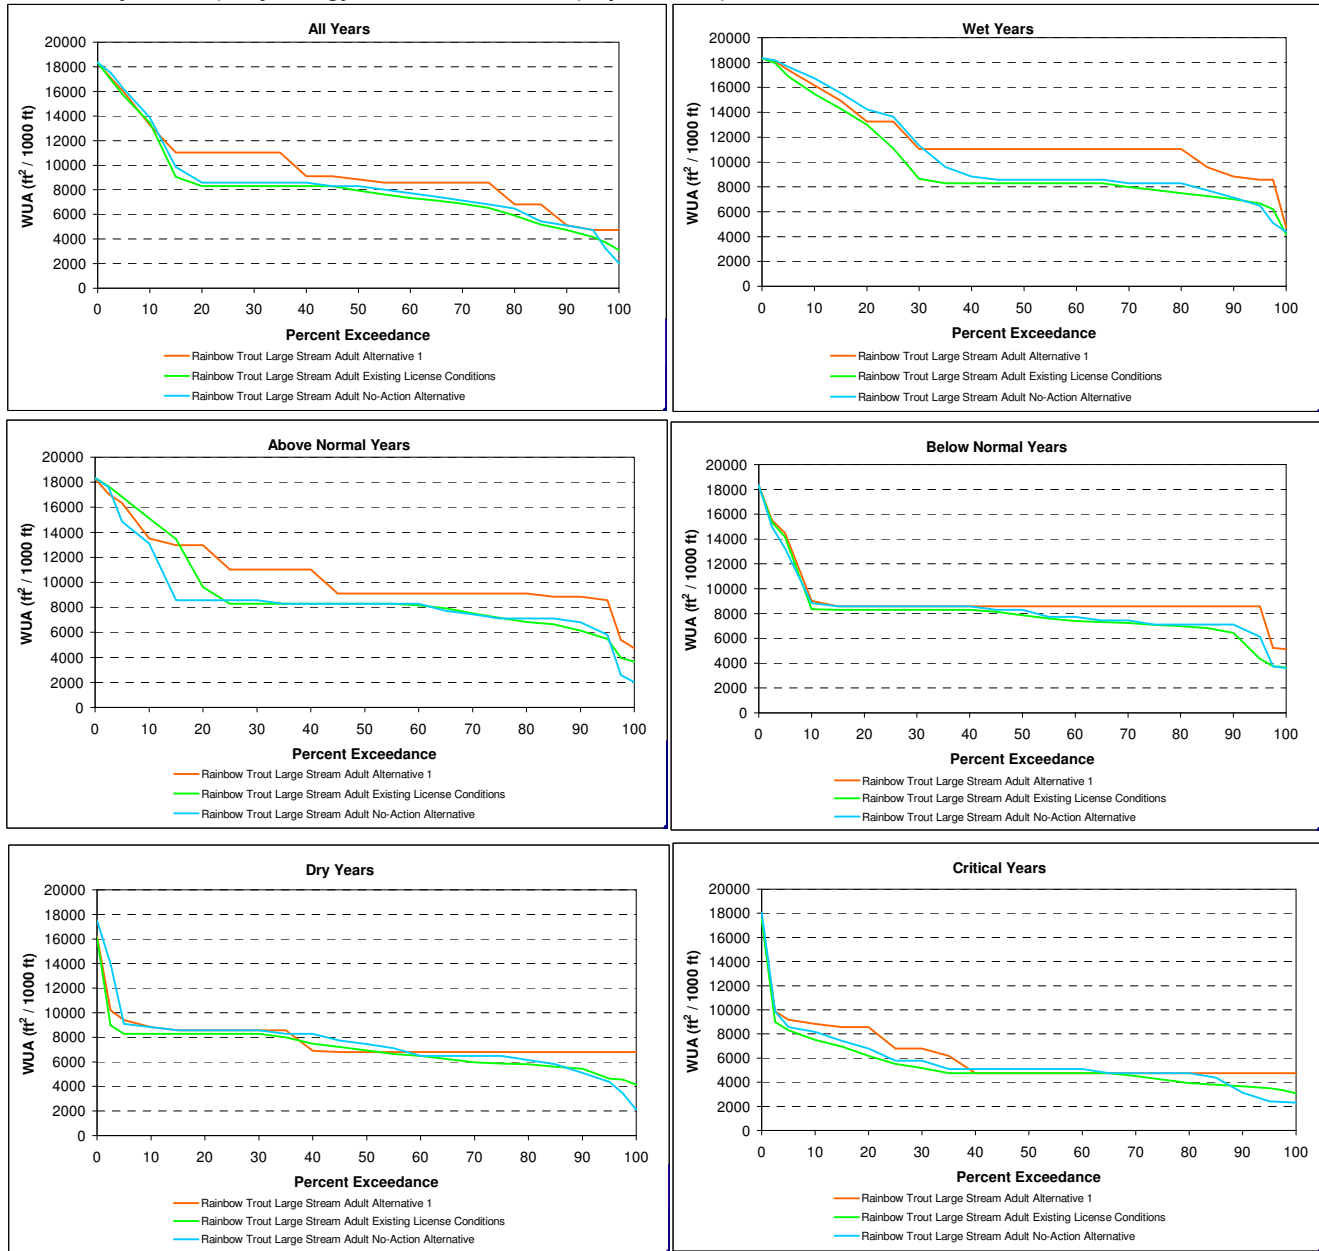 All Years
WUA (ft² / 1000 ft)
20000
18000
16000
14000
12000
10000
8000
6000
4000
2000
0
0 10 20 30 40 50 60 70 80 90 100
Percent Exceedance
Rainbow Trout Large Stream Adult Alternative 1
Rainbow Trout Large Stream Adult Existing License Conditions
Rainbow Trout Large Stream Adult No-Action Alternative
Wet Years
WUA (ft² / 1000 ft)
20000
18000
16000
14000
12000
10000
8000
6000
4000
2000
0
0 10 20 30 40 50 60 70 80 90 100
Percent Exceedance
Rainbow Trout Large Stream Adult Alternative 1
Rainbow Trout Large Stream Adult Existing License Conditions
Rainbow Trout Large Stream Adult No-Action Alternative
Above Normal Years
WUA (ft² / 1000 ft)
20000
18000
16000
14000
12000
10000
8000
6000
4000
2000
0
0 10 20 30 40 50 60 70 80 90 100
Percent Exceedance
Rainbow Trout Large Stream Adult Alternative 1
Rainbow Trout Large Stream Adult Existing License Conditions
Rainbow Trout Large Stream Adult No-Action Alternative
Below Normal Years
WUA (ft² / 1000 ft)
20000
18000
16000
14000
12000
10000
8000
6000
4000
2000
0
0 10 20 30 40 50 60 70 80 90 100
Percent Exceedance
Rainbow Trout Large Stream Adult Alternative 1
Rainbow Trout Large Stream Adult Existing License Conditions
Rainbow Trout Large Stream Adult No-Action Alternative
Dry Years
WUA (ft² / 1000 ft)
20000
18000
16000
14000
12000
10000
8000
6000
4000
2000
0
0 10 20 30 40 50 60 70 80 90 100
Percent Exceedance
Rainbow Trout Large Stream Adult Alternative 1
Rainbow Trout Large Stream Adult Existing License Conditions
Rainbow Trout Large Stream Adult No-Action Alternative
Critical Years
WUA (ft² / 1000 ft)
20000
18000
16000
14000
12000
10000
8000
6000
4000
2000
0
0 10 20 30 40 50 60 70 80 90 100
Percent Exceedance
Rainbow Trout Large Stream Adult Alternative 1
Rainbow Trout Large Stream Adult Existing License Conditions
Rainbow Trout Large Stream Adult No-Action Alternative